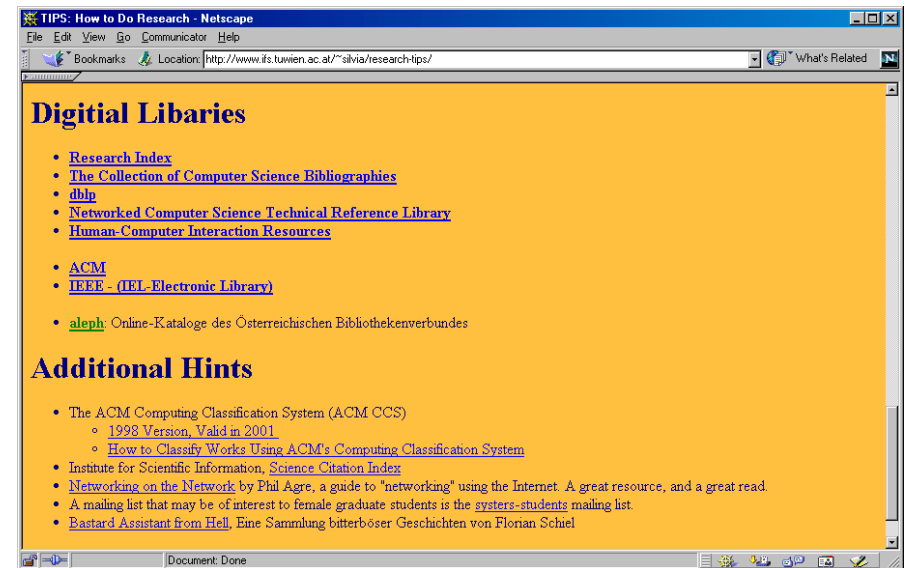 TIPS: How to Do Research - Netscape
File Edit View Go Communicator Help
Bookmarks Location: http://www.ifs.tuwien.ac.at/~silvia/research-tips/ What's Related N
Digitial Libaries
• Research Index
• The Collection of Computer Science Bibliographies
• dblp
• Networked Computer Science Technical Reference Library
• Human-Computer Interaction Resources
• ACM
• IEEE - (IEL-Electronic Library)
• aleph: Online-Kataloge des Österreichischen Bibliothekenverbundes
Additional Hints
• The ACM Computing Classification System (ACM CCS)
◦ 1998 Version, Valid in 2001
◦ How to Classify Works Using ACM's Computing Classification System
• Institute for Scientific Information, Science Citation Index
• Networking on the Network by Phil Agre, a guide to "networking" using the Internet. A great resource, and a great read.
• A mailing list that may be of interest to female graduate students is the systers-students mailing list.
• Bastard Assistant from Hell, Eine Sammlung bitterböser Geschichten von Florian Schiel
Document: Done